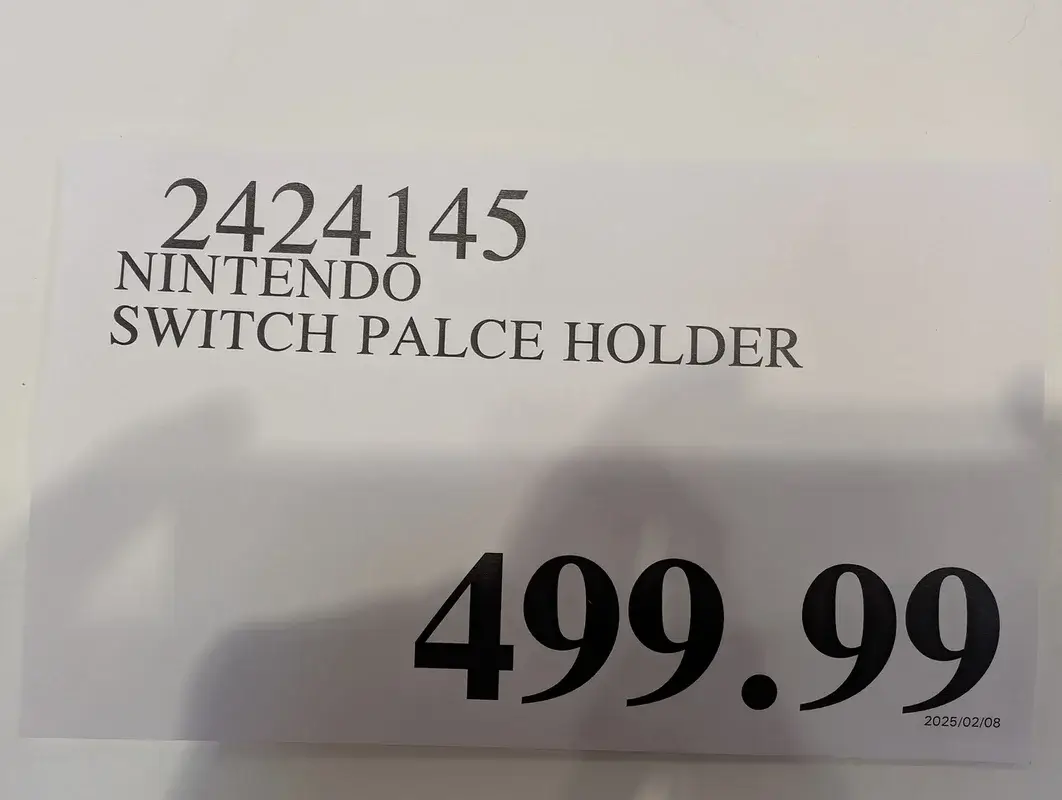 2424145
NINTENDO
SWITCH PALCE HOLDER
499.99
2025/02/08